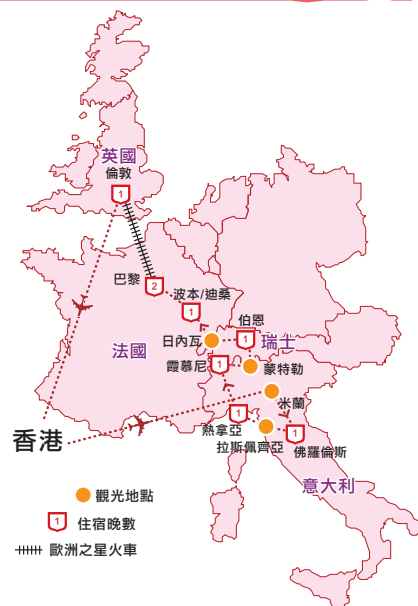 英國
倫敦
1
巴黎
2
波本/迪桑
1
伯恩
1
日內瓦
瑞士
法國
霞慕尼
1
蒙特勒
米蘭
香港
1
熱拿亞
1
拉斯佩齊亞
佛羅倫斯
意大利
觀光地點
1
住宿晚數
歐洲之星火車